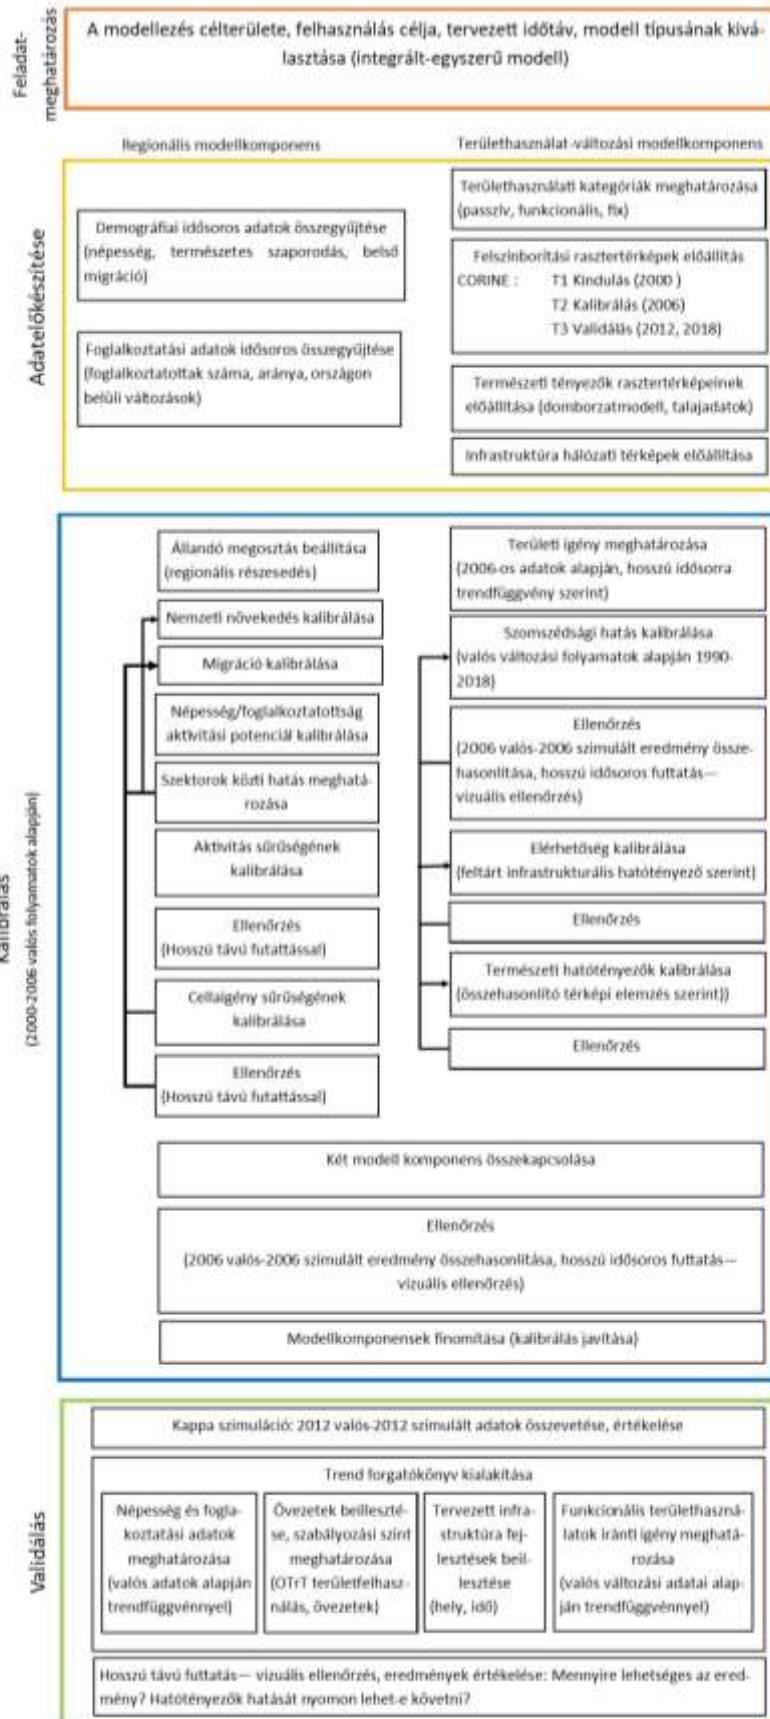 Feladat-
meghatározás
A modellezés célterülete, felhasználás célja, tervezett időtáv, modell típusának kivá-
lasztása (integrált-egyszerű modell)
Adatelőkészítése
Regionális modellkomponens
Demográfiai idősoros adatok összegyűjtése
(népesség, természetes szaporodás, belső
migráció)
Foglalkoztatási adatok idősoros összegyűjtése
(foglalkoztatottak száma, aránya, országon
belüli változások)
Területhasználat-változási modellkomponens
Területhasználati kategóriák meghatározása
(passzív, funkcionális, fix)
Felszínborítási rasztertérképek előállítás
CORINE : T1 Kindulás (2000 )
T2 Kalibrálás (2006)
T3 Validálás (2012, 2018)
Természeti tényezők rasztertérképeinek
előállítása (domborzatmodell, talajadatok)
Infrastruktúra hálózati térképek előállítása
Kalibrálás
(2000-2006 valós folyamatok alapján)
Állandó megosztás beállítása
(regionális részesedés)
Nemzeti növekedés kalibrálása
Migráció kalibrálása
Népesség/foglalkoztatottság
aktivitási potenciál kalibrálása
Szektorok közti hatás meghatá-
rozása
Aktivitás sűrűségének
kalibrálása
Ellenőrzés
(Hosszú távú futattással)
Cellaigény sűrűségének
kalibrálása
Ellenőrzés
(Hosszú távú futattással)
Területi igény meghatározása
(2006-os adatok alapján, hosszú idősorra
trendfüggvény szerint)
Szomszédsági hatás kalibrálása
(valós változási folyamatok alapján 1990-
2018)
Ellenőrzés
(2006 valós-2006 szimulált eredmény össze-
hasonlítása, hosszú idősoros futtatás—
vizuális ellenőrzés)
Elérhetőség kalibrálása
(feltárt infrastrukturális hatótényező szerint)
Ellenőrzés
Természeti hatótényezők kalibrálása
(összehasonlító térképi elemzés szerint))
Ellenőrzés
Két modell komponens összekapcsolása
Ellenőrzés
(2006 valós-2006 szimulált eredmény összehasonlítása, hosszú idősoros futtatás—
vizuális ellenőrzés)
Modellkomponensek finomítása (kalibrálás javítása)
Validálás
Kappa szimuláció: 2012 valós-2012 szimulált adatok összevetése, értékelése
Trend forgatókönyv kialakítása
Népesség és fogla-
koztatási adatok
meghatározása
(valós adatok alapján
trendfüggvénnyel)
Övezetek beilleszté-
se, szabályozási szint
meghatározása
(OTrT területfelhasz-
nálás, övezetek)
Tervezett infra-
struktúra fej-
lesztések beil-
lesztése
(hely, idő)
Funkcionális területhaszná-
latok iránti igény meghatá-
rozása
(valós változási adatai alap-
ján trendfüggvénnyel)
Hosszú távú futtatás— vizuális ellenőrzés, eredmények értékelése: Mennyire lehetséges az ered-
mény? Hatótényezők hatását nyomon lehet-e követni?